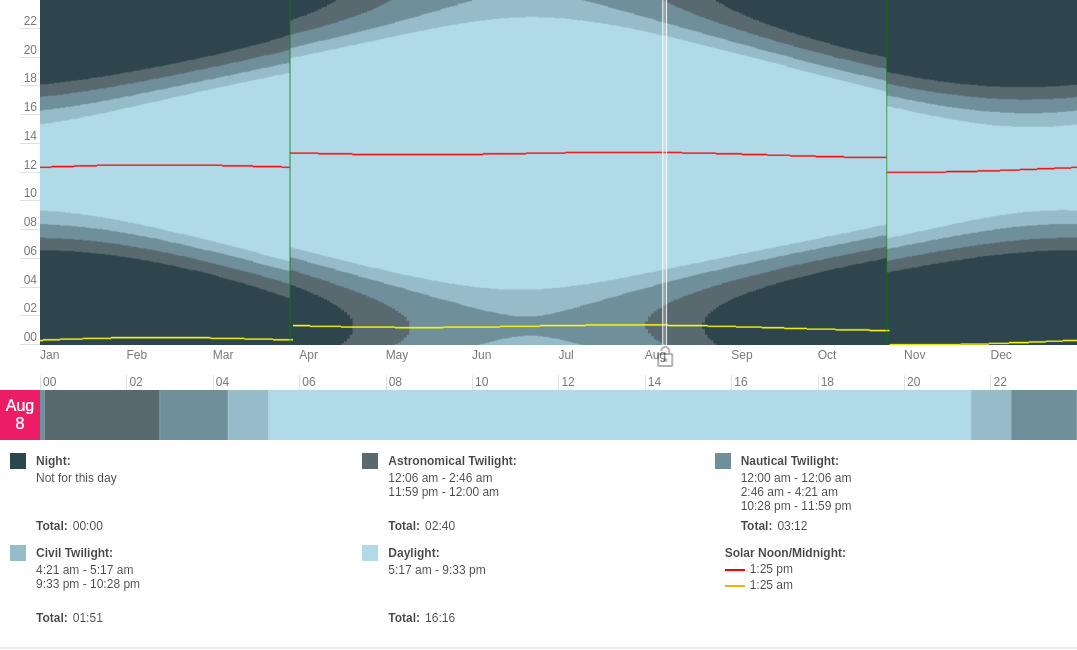 22
20
18
16
14
12
10
08
06
04
02
00
Jan Feb Mar Apr May Jun Jul Aug Sep Oct Nov Dec
00 02 04 06 08 10 12 14 16 18 20 22
Aug
8
Night:
Not for this day
Total: 00:00
Astronomical Twilight:
12:06 am - 2:46 am
11:59 pm - 12:00 am
Total: 02:40
Nautical Twilight:
12:00 am - 12:06 am
2:46 am - 4:21 am
10:28 pm - 11:59 pm
Total: 03:12
Civil Twilight:
4:21 am - 5:17 am
9:33 pm - 10:28 pm
Total: 01:51
Daylight:
5:17 am - 9:33 pm
Total: 16:16
Solar Noon/Midnight:
1:25 pm
1:25 am